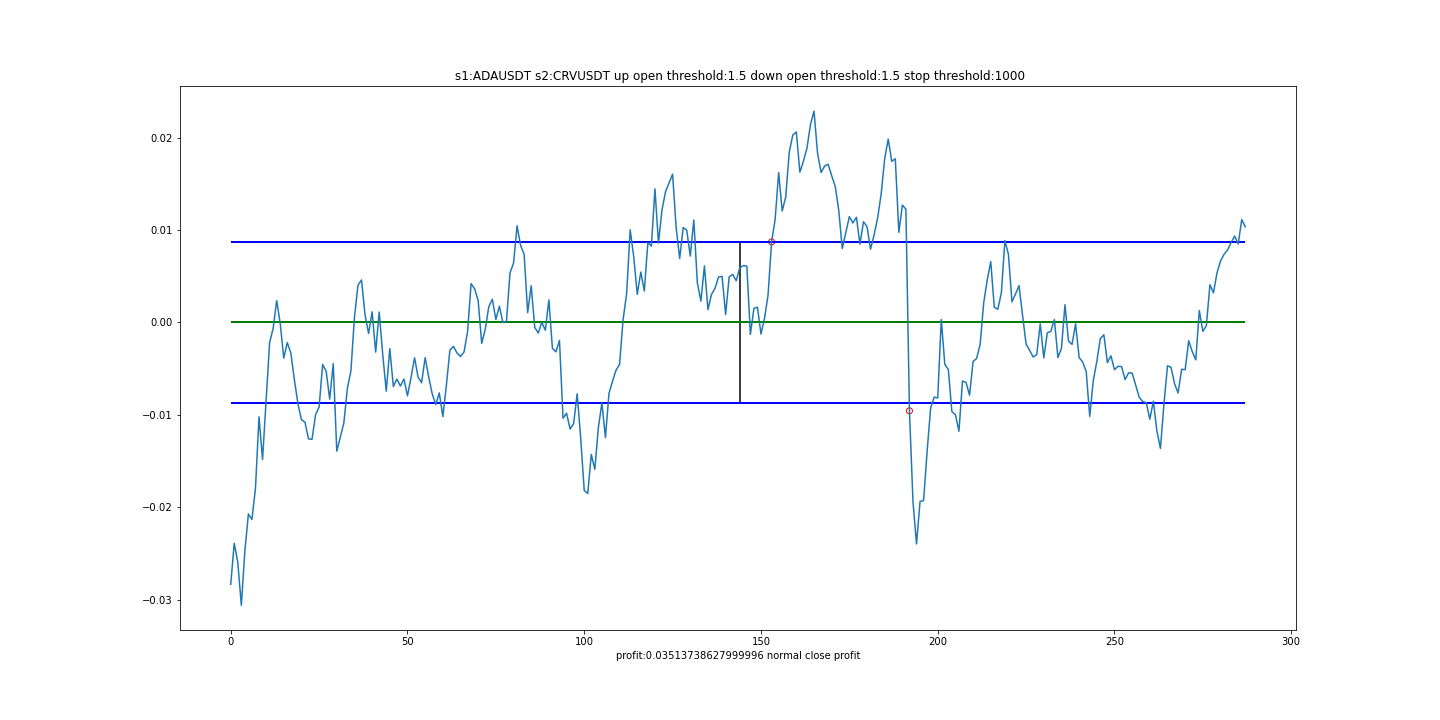 s1:ADAUSDT s2:CRVUSDT up open threshold:1.5 down open threshold:1.5 stop threshold:1000
0.02
0.01
0.00
−0.01
−0.02
−0.03
0 50 100 150 200 250 300
profit:0.03513738627999996 normal close profit